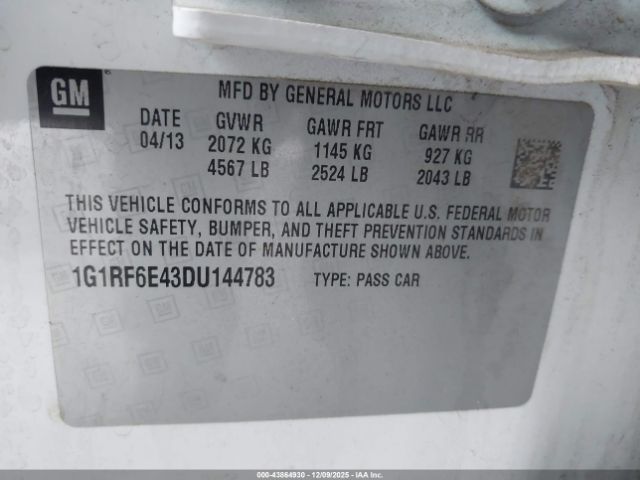 GM
MFD BY GENERAL MOTORS LLC
DATE GVWR GAWR FRT GAWR RR
04/13 2072 KG 1145 KG 927 KG
4567 LB 2524 LB 2043 LB
THIS VEHICLE CONFORMS TO ALL APPLICABLE U.S. FEDERAL MOTOR
VEHICLE SAFETY, BUMPER, AND THEFT PREVENTION STANDARDS IN
EFFECT ON THE DATE OF MANUFACTURE SHOWN ABOVE.
1G1RF6E43DU144783 TYPE: PASS CAR
000-43864930 - 12/09/2025 - IAAI.CA